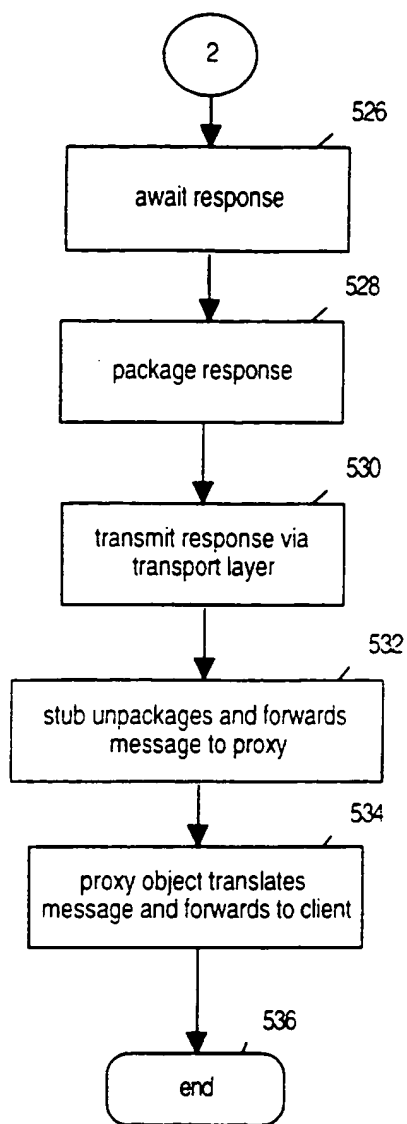 2
526
await response
528
package response
530
transmit response via
transport layer
532
stub unpackages and forwards
message to proxy
534
proxy object translates
message and forwards to client
536
end